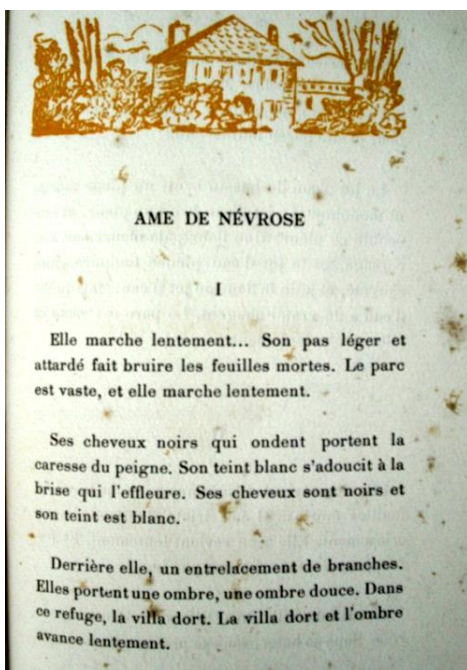 AME DE NÉVROSE
I
Elle marche lentement... Son pas léger et
attardé fait bruire les feuilles mortes. Le parc
est vaste, et elle marche lentement.
Ses cheveux noirs qui ondent portent la
caresse du peigne. Son teint blanc s'adoucit à la
brise qui l'effleure. Ses cheveux sont noirs et
son teint est blanc.
Derrière elle, un entrelacement de branches.
Elles portent une ombre, une ombre douce. Dans
ce refuge, la villa dort. La villa dort et l'ombre
avance lentement.